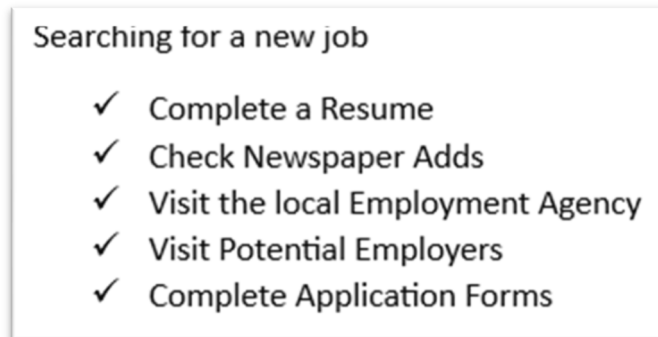 Searching for a new job
✓ Complete a Resume
✓ Check Newspaper Adds
✓ Visit the local Employment Agency
✓ Visit Potential Employers
✓ Complete Application Forms